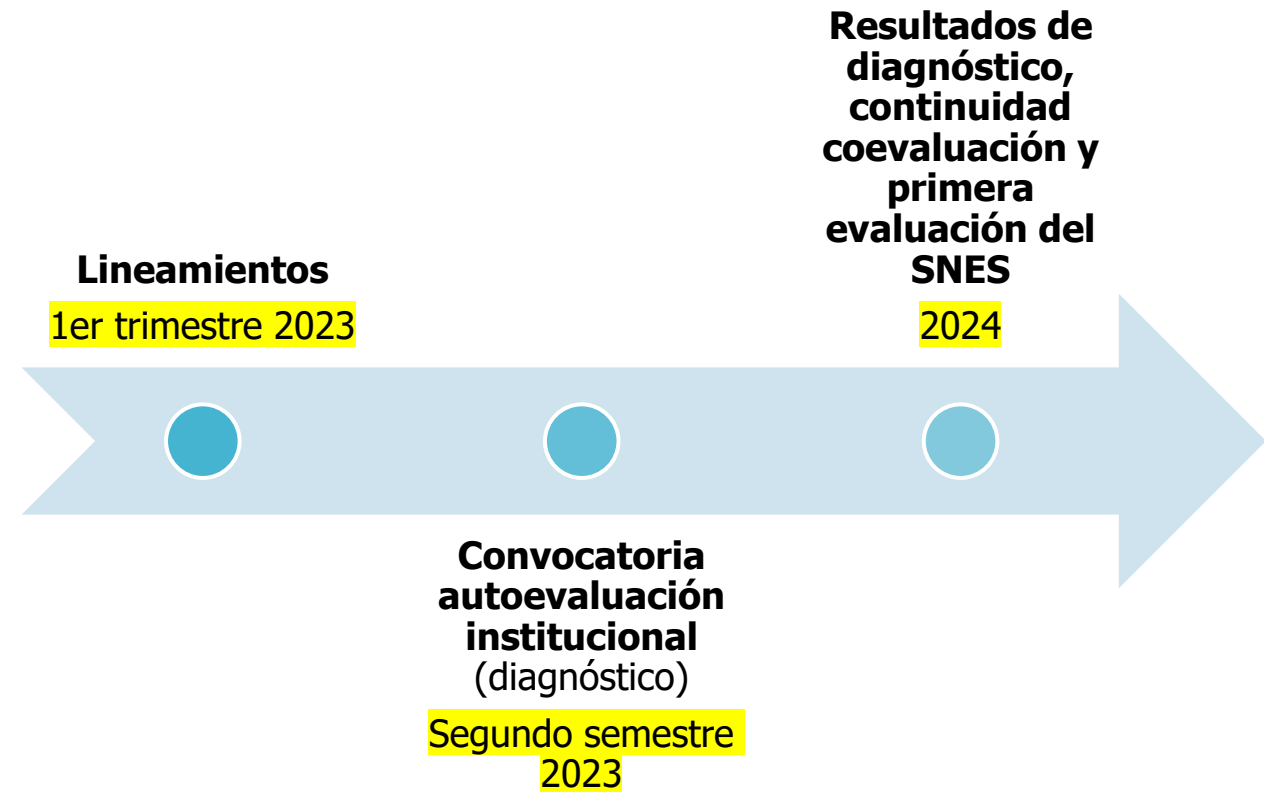 Lineamientos
1er trimestre 2023
Convocatoria
autoevaluación
institucional
(diagnóstico)
Segundo semestre
2023
Resultados de
diagnóstico,
continuidad
coevaluación y
primera
evaluación del
SNES
2024